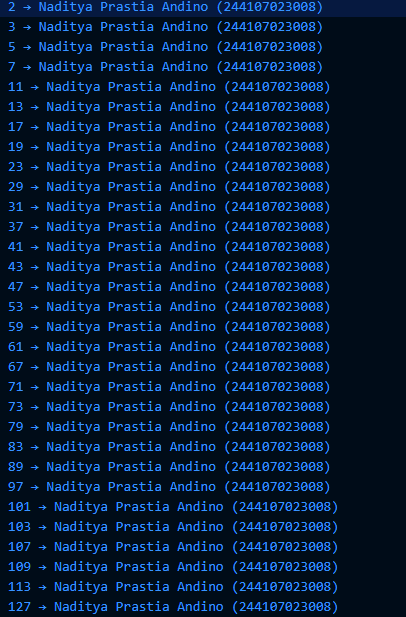 2 → Naditya Prastia Andino (244107023008)
3 → Naditya Prastia Andino (244107023008)
5 → Naditya Prastia Andino (244107023008)
7 → Naditya Prastia Andino (244107023008)
11 → Naditya Prastia Andino (244107023008)
13 → Naditya Prastia Andino (244107023008)
17 → Naditya Prastia Andino (244107023008)
19 → Naditya Prastia Andino (244107023008)
23 → Naditya Prastia Andino (244107023008)
29 → Naditya Prastia Andino (244107023008)
31 → Naditya Prastia Andino (244107023008)
37 → Naditya Prastia Andino (244107023008)
41 → Naditya Prastia Andino (244107023008)
43 → Naditya Prastia Andino (244107023008)
47 → Naditya Prastia Andino (244107023008)
53 → Naditya Prastia Andino (244107023008)
59 → Naditya Prastia Andino (244107023008)
61 → Naditya Prastia Andino (244107023008)
67 → Naditya Prastia Andino (244107023008)
71 → Naditya Prastia Andino (244107023008)
73 → Naditya Prastia Andino (244107023008)
79 → Naditya Prastia Andino (244107023008)
83 → Naditya Prastia Andino (244107023008)
89 → Naditya Prastia Andino (244107023008)
97 → Naditya Prastia Andino (244107023008)
101 → Naditya Prastia Andino (244107023008)
103 → Naditya Prastia Andino (244107023008)
107 → Naditya Prastia Andino (244107023008)
109 → Naditya Prastia Andino (244107023008)
113 → Naditya Prastia Andino (244107023008)
127 → Naditya Prastia Andino (244107023008)